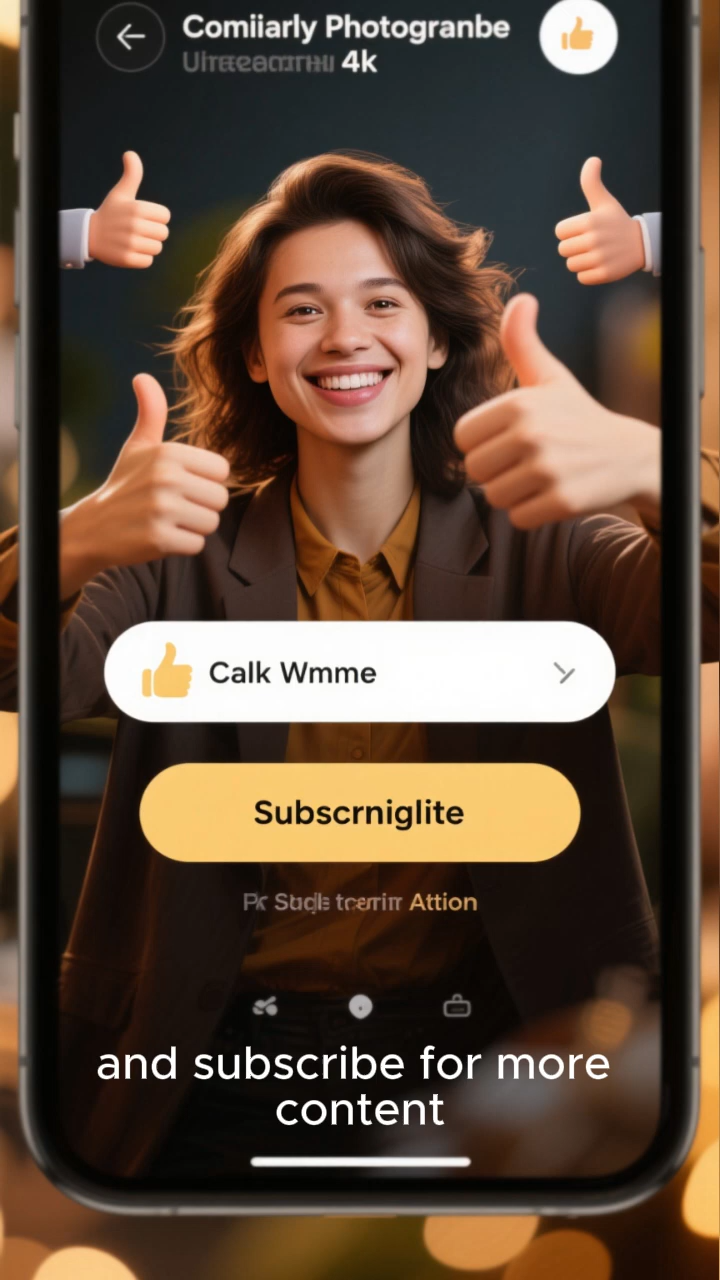 Comiiarly Photogranbe
4k
Calk Wmme
Subscrniglite
Attion
and subscribe for more
content